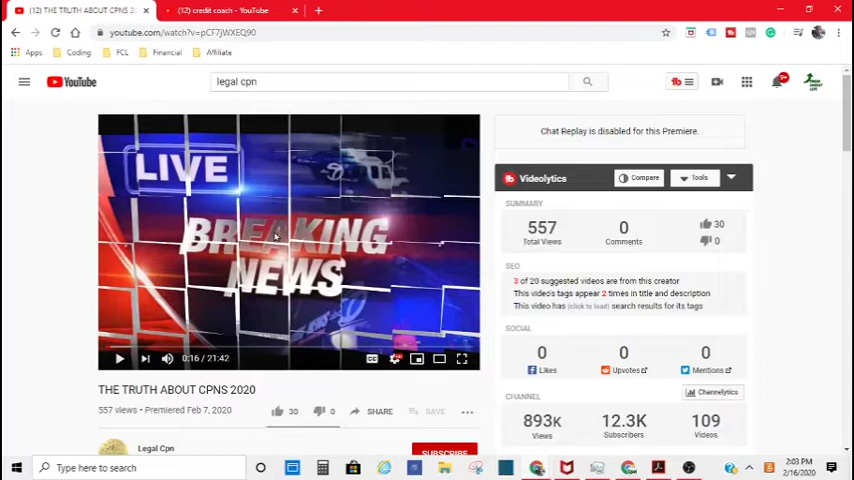 (12) THE TRUTH ABOUT CPNS 20
(12) credit coach - YouTube
youtube.com/watch?v=pCF7jWXEQ90
Apps
Coding
FCL
Financial
Affiliate
YouTube
legal cpn
9+
Chat Replay is disabled for this Premiere.
LIVE
BREAKING
NEWS
Videolytics
Compare
Tools
SUMMARY
557
Total Views
0
Comments
30
0
SEO
3 of 20 suggested videos are from this creator
This video's tags appear 2 times in title and description
This video has (click to load) search results for its tags
SOCIAL
0
Likes
0
Upvotes
0
Mentions
CHANNEL
Channelytics
893K
Views
12.3K
Subscribers
109
Videos
0:16 / 21:42
CC
THE TRUTH ABOUT CPNS 2020
557 views • Premiered Feb 7, 2020
30
0
SHARE
SAVE
Legal Cpn
SUBSCRIBE
Type here to search
2:03 PM
2/16/2020